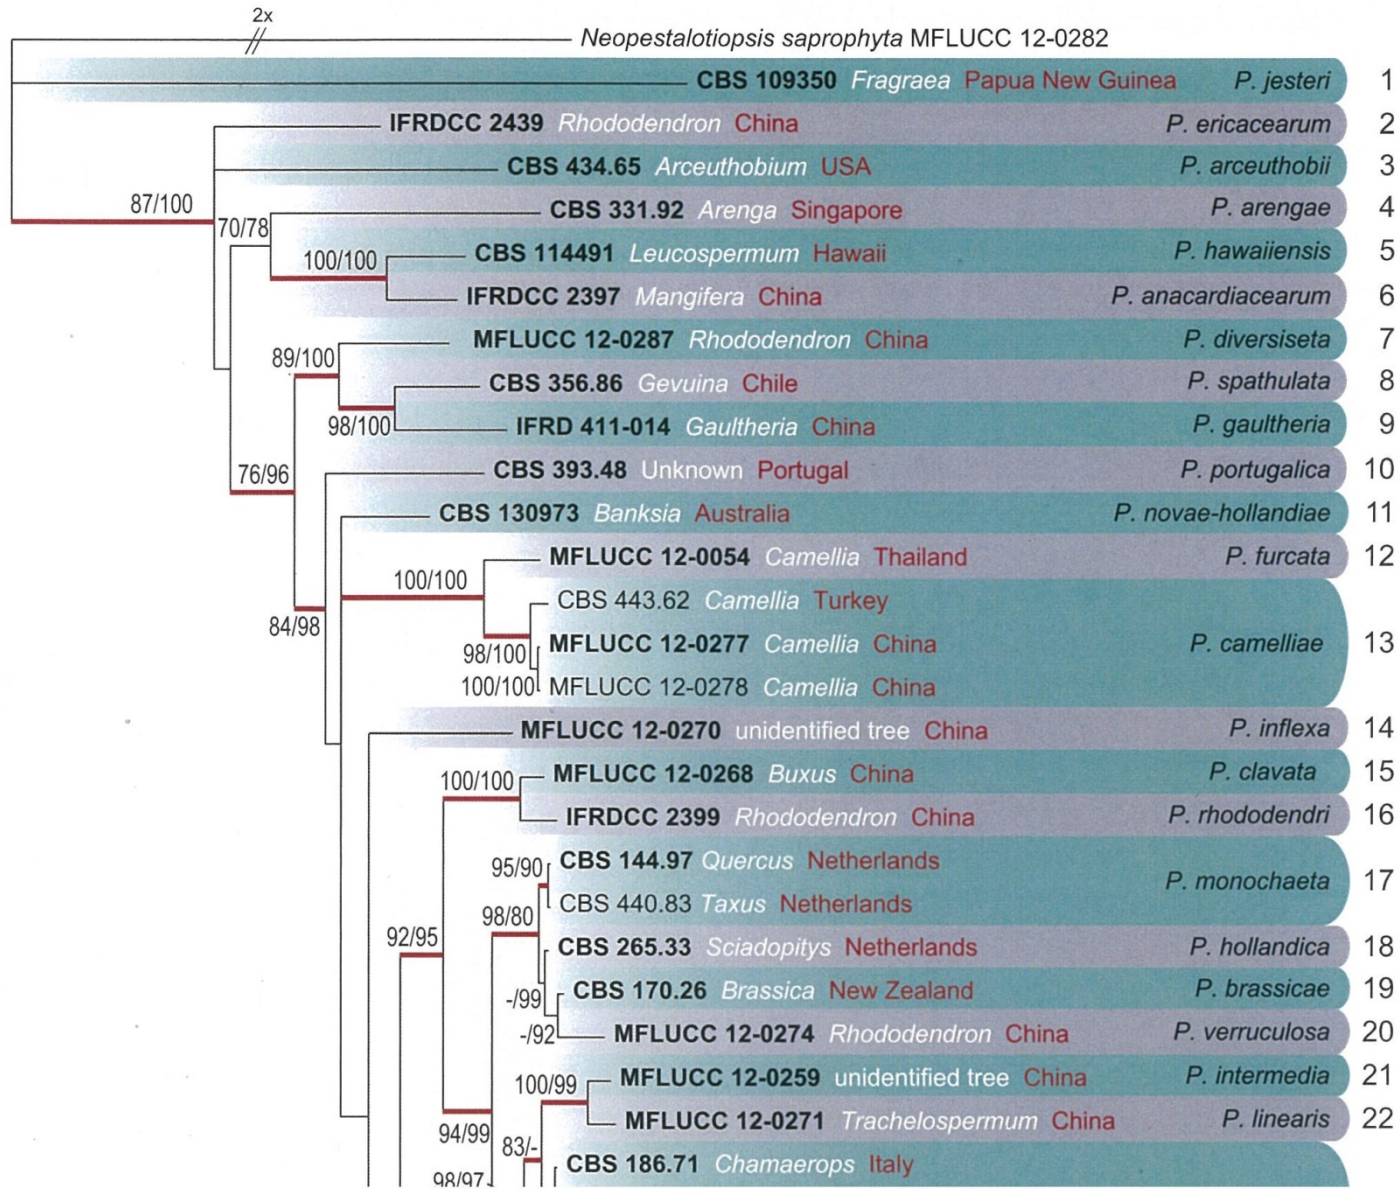 2x
Neopestalotiopsis saprophyta MFLUCC 12-0282
CBS 109350 Fragraea Papua New Guinea P. jesteri 1
IFRDCC 2439 Rhododendron China P. ericacearum 2
CBS 434.65 Arceuthobium USA P. arceuthobii 3
87/100
CBS 331.92 Arenga Singapore P. arengae 4
70/78
CBS 114491 Leucospermum Hawaii P. hawaiiensis 5
100/100
IFRDCC 2397 Mangifera China P. anacardiacearum 6
MFLUCC 12-0287 Rhododendron China P. diversiseta 7
89/100
CBS 356.86 Gevuina Chile P. spathulata 8
98/100 IFRD 411-014 Gaultheria China P. gaultheria 9
76/96 CBS 393.48 Unknown Portugal P. portugalica 10
CBS 130973 Banksia Australia P. novae-hollandiae 11
MFLUCC 12-0054 Camellia Thailand P. furcata 12
100/100
CBS 443.62 Camellia Turkey
84/98
98/100 MFLUCC 12-0277 Camellia China P. camelliae 13
100/100 MFLUCC 12-0278 Camellia China
MFLUCC 12-0270 unidentified tree China P. inflexa 14
100/100 MFLUCC 12-0268 Buxus China P. clavata 15
IFRDCC 2399 Rhododendron China P. rhododendri 16
95/90 CBS 144.97 Quercus Netherlands
P. monochaeta 17
CBS 440.83 Taxus Netherlands
98/80
92/95 CBS 265.33 Sciadopitys Netherlands P. hollandica 18
-/99 CBS 170.26 Brassica New Zealand P. brassicae 19
-/92 MFLUCC 12-0274 Rhododendron China P. verruculosa 20
100/99 MFLUCC 12-0259 unidentified tree China P. intermedia 21
MFLUCC 12-0271 Trachelospermum China P. linearis 22
94/99
83/-
CBS 186.71 Chamaerops Italy
98/97